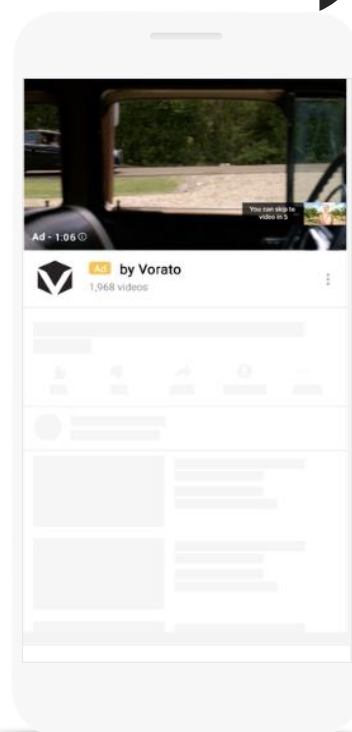 You can skip to
video in 5
Ad · 1:06
Ad by Vorato
1,968 videos